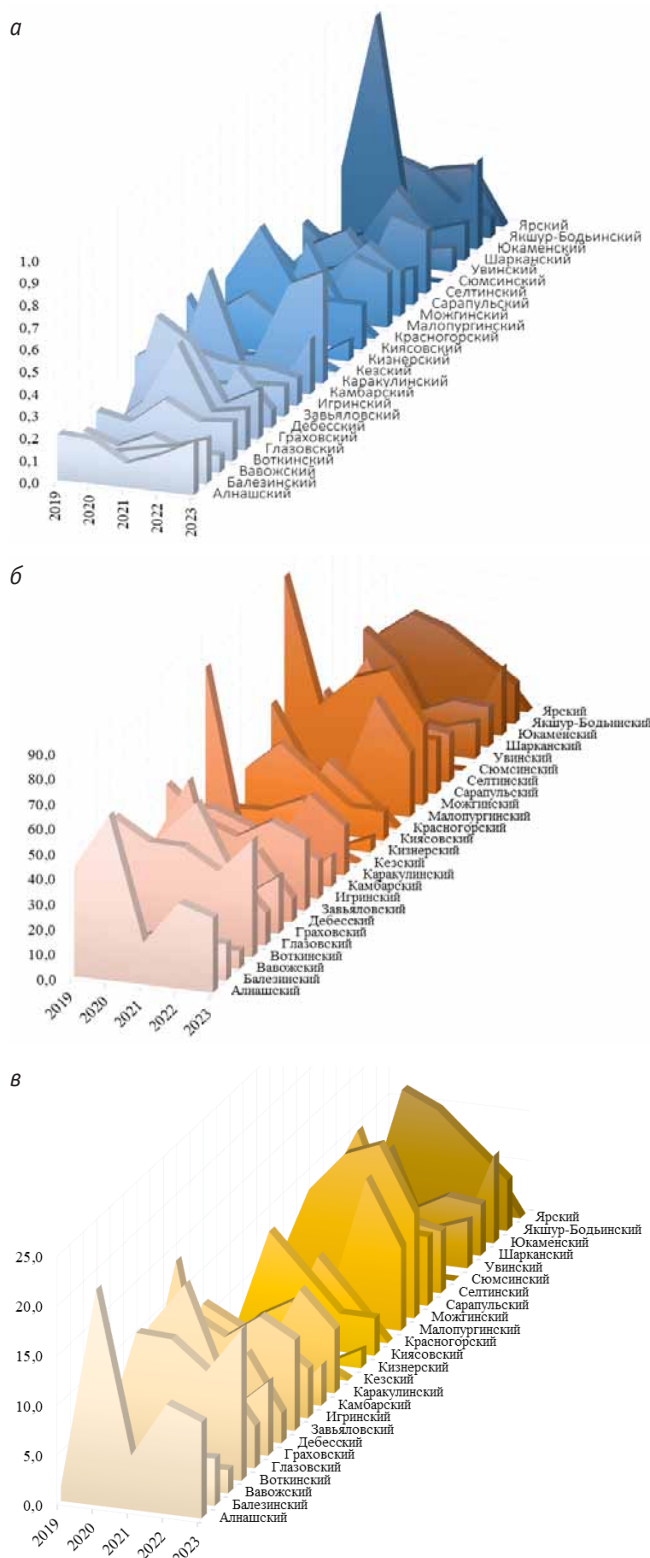 а
Ярский
Якшур-Бодьинский
Юкаменский
Шарканский
Увинский
Сюмсинский
Селтинский
Сарапульский
Можгинский
Малопургинский
Красногорский
Киясовский
Кизнерский
Кезский
Каракулинский
Камбарский
Игринский
Завьяловский
Дебесский
Граховский
Глазовский
Воткинский
Вавожский
Балезинский
Алнашский
1,0
0,9
0,8
0,7
0,6
0,5
0,4
0,3
0,2
0,1
0,0
2019
2020
2021
2022
2023
б
Ярский
Якшур-Бодьинский
Юкаменский
Шарканский
Увинский
Сюмсинский
Селтинский
Сарапульский
Можгинский
Малопургинский
Красногорский
Киясовский
Кизнерский
Кезский
Каракулинский
Камбарский
Игринский
Завьяловский
Дебесский
Граховский
Глазовский
Воткинский
Вавожский
Балезинский
Алнашский
90,0
80,0
70,0
60,0
50,0
40,0
30,0
20,0
10,0
0,0
2019
2020
2021
2022
2023
в
Ярский
Якшур-Бодьинский
Юкаменский
Шарканский
Увинский
Сюмсинский
Селтинский
Сарапульский
Можгинский
Малопургинский
Красногорский
Киясовский
Кизнерский
Кезский
Каракулинский
Камбарский
Игринский
Завьяловский
Дебесский
Граховский
Глазовский
Воткинский
Вавожский
Балезинский
Алнашский
25,0
20,0
15,0
10,0
5,0
0,0
2019
2020
2021
2022
2023